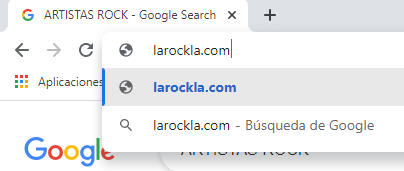 ARTISTAS ROCK - Google Search
larockla.com
Aplicaciones
larockla.com
larockla.com - Búsqueda de Google
Google
ARTISTAS ROCK